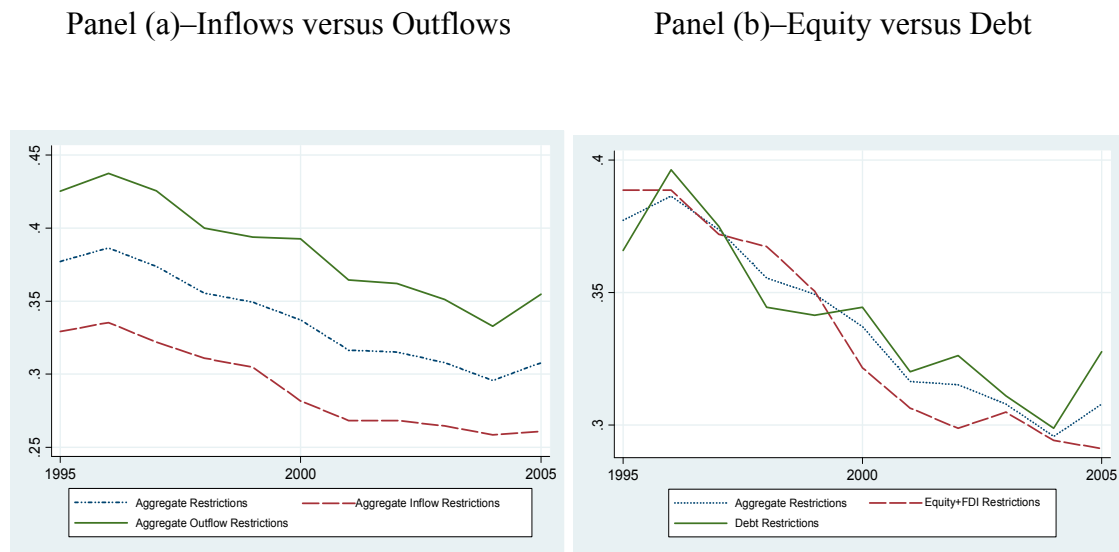 Panel (a)–Inflows versus Outflows
Panel (b)–Equity versus Debt
.45
.4
.35
.3
.25
1995
2000
2005
Aggregate Restrictions
Aggregate Inflow Restrictions
Aggregate Outflow Restrictions
.4
.35
.3
1995
2000
2005
Aggregate Restrictions
Equity+FDI Restrictions
Debt Restrictions